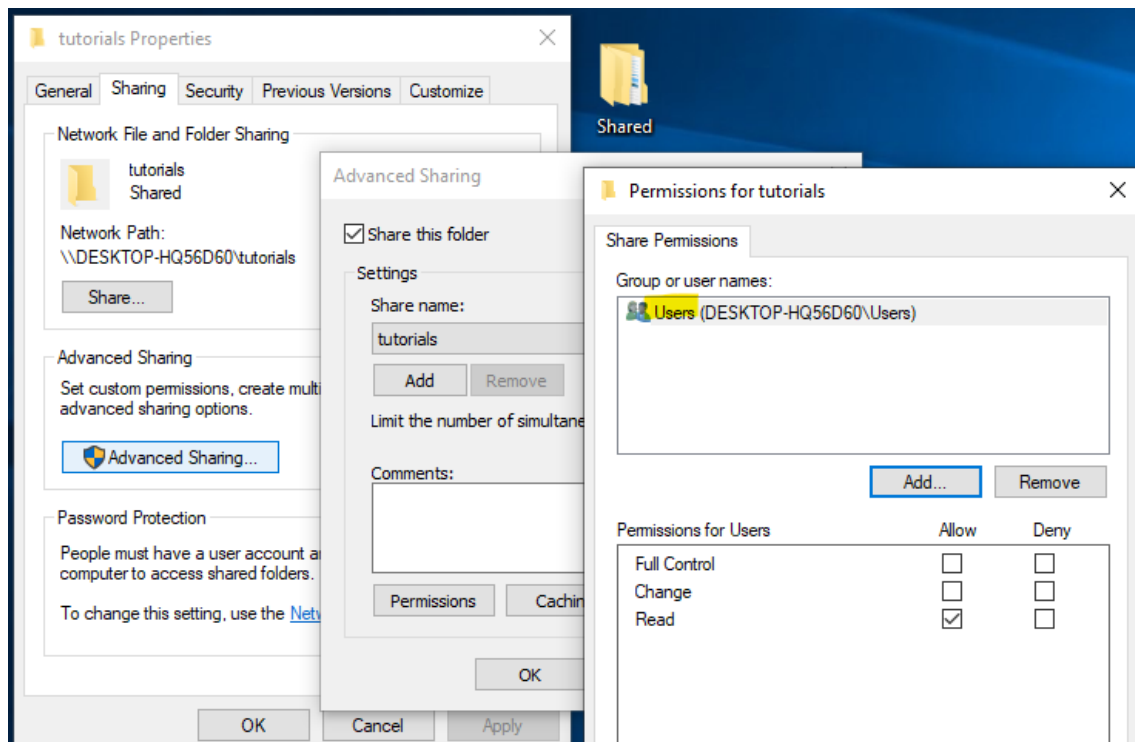 tutorials Properties
General Sharing Security Previous Versions Customize
Network File and Folder Sharing
tutorials
Shared
Network Path:
\\DESKTOP-HQ56D60\tutorials
Share...
Advanced Sharing
Set custom permissions, create multi
advanced sharing options.
Advanced Sharing...
Password Protection
People must have a user account a
computer to access shared folders.
To change this setting, use the Netw
OK Cancel Apply
Shared
Advanced Sharing
Share this folder
Settings
Share name:
tutorials
Add Remove
Limit the number of simultane
Comments:
Permissions Cachin
OK
Permissions for tutorials
Share Permissions
Group or user names:
Users (DESKTOP-HQ56D60\Users)
Add... Remove
Permissions for Users Allow Deny
Full Control
Change
Read